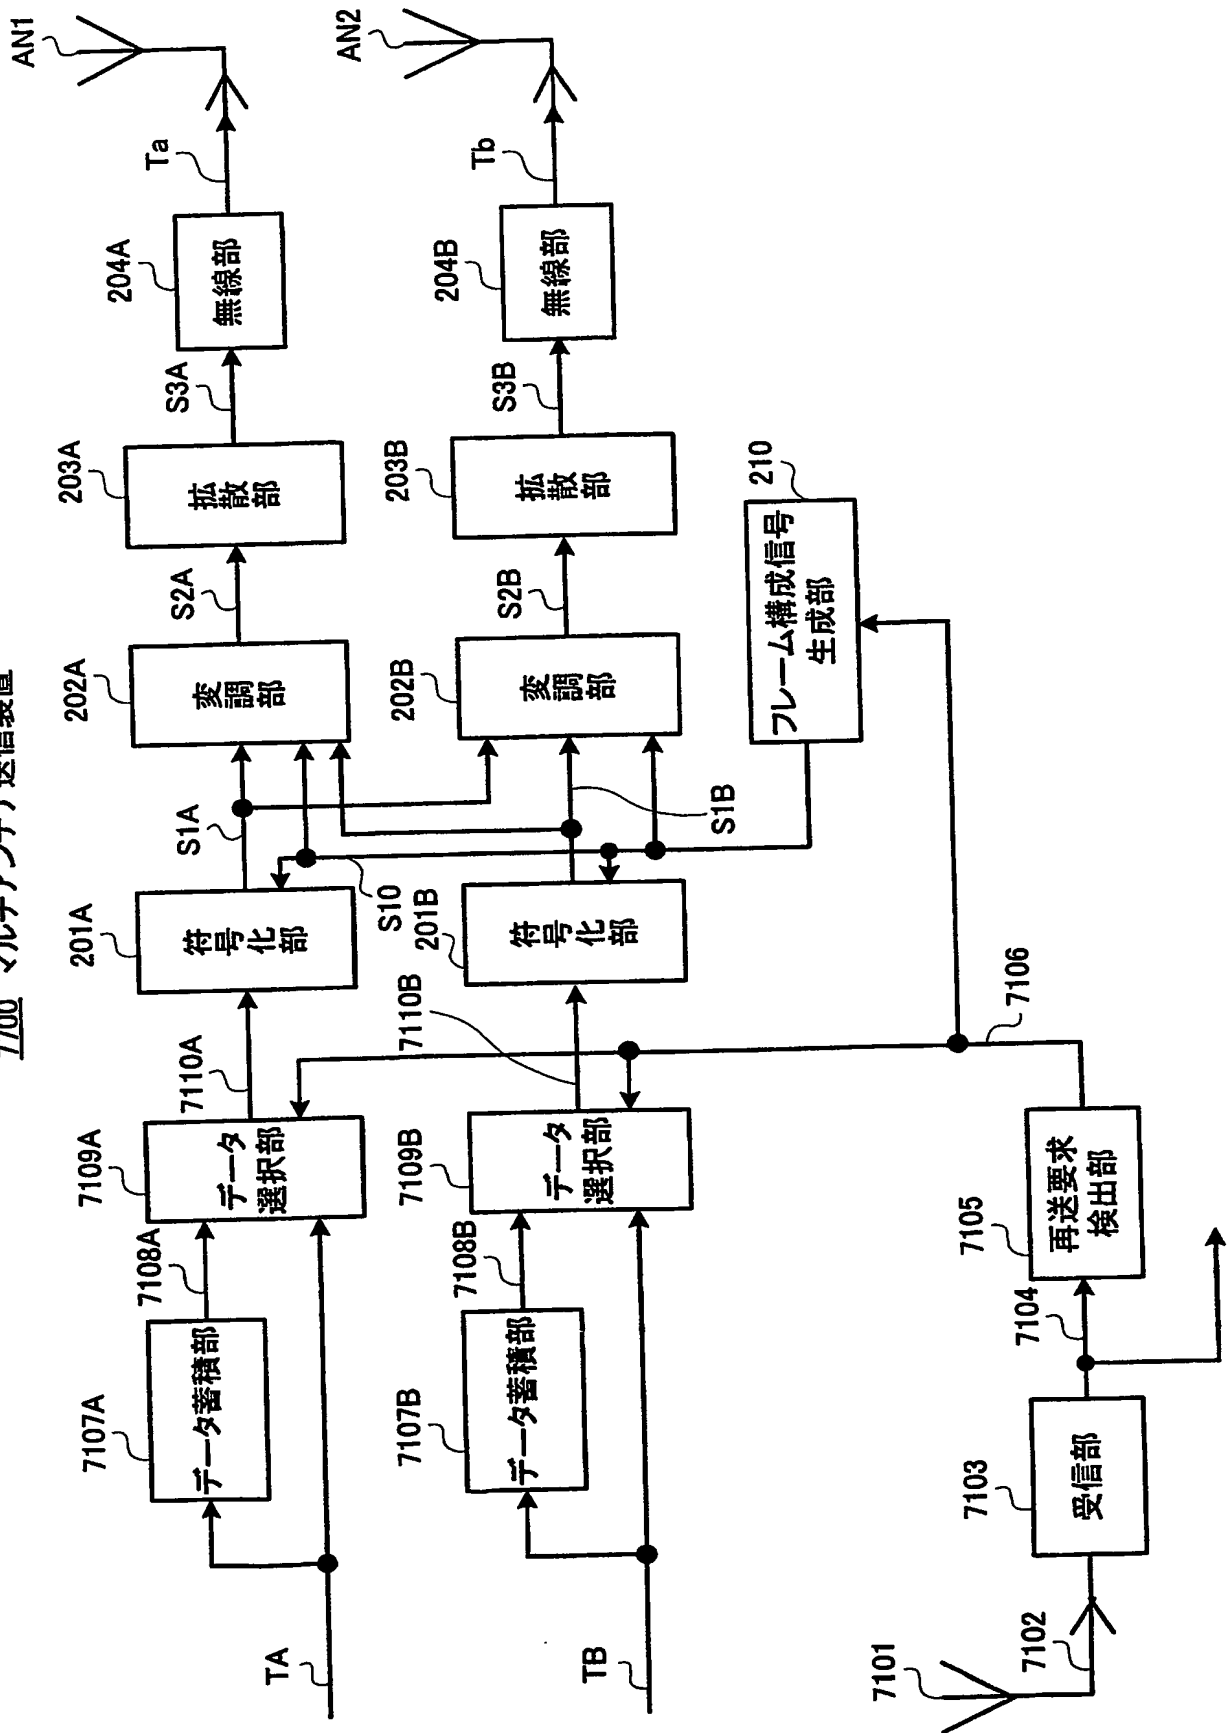 7700 マルチアンテナ送信装置
TA
7107A
データ蓄積部
7108A
7109A
データ
選択部
7110A
201A
符号化
部
S1A
202A
変調
部
S2A
203A
拡散
部
S3A
204A
無線部
Ta
AN1
TB
7107B
データ蓄積部
7108B
7109B
データ
選択部
7110B
201B
符号化
部
S10
S1B
202B
変調
部
S2B
203B
拡散
部
S3B
204B
無線部
Tb
AN2
210
フレーム構成信号
生成部
7101
7102
7103
受信部
7104
7105
再送要求
検出部
7106